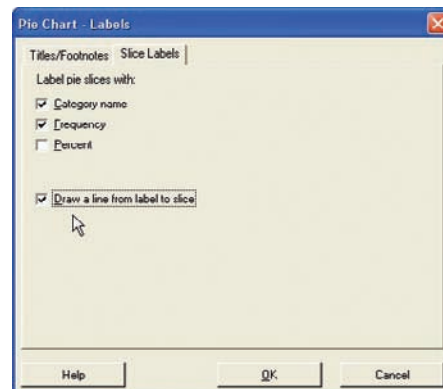 Pie Chart - Labels
Titles/Footnotes Slice Labels
Label pie slices with:
Category name
Frequency
Percent
Draw a line from label to slice
Help OK Cancel